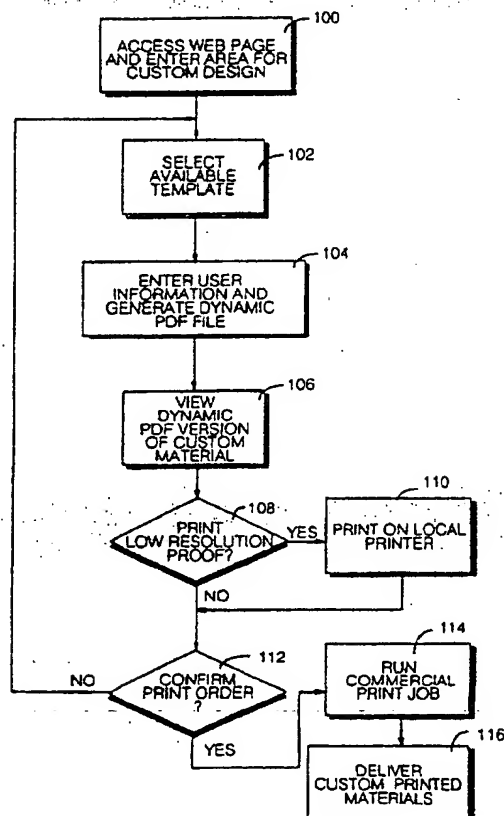 100
ACCESS WEB PAGE
AND ENTER AREA FOR
CUSTOM DESIGN
102
SELECT
AVAILABLE
TEMPLATE
104
ENTER USER
INFORMATION AND
GENERATE DYNAMIC
PDF FILE
106
VIEW
DYNAMIC
PDF VERSION
OF CUSTOM
MATERIAL
108
PRINT
LOW RESOLUTION
PROOF?
YES
110
PRINT ON LOCAL
PRINTER
NO
112
CONFIRM
PRINT ORDER
?
NO
YES
114
RUN
COMMERCIAL
PRINT JOB
116
DELIVER
CUSTOM PRINTED
MATERIALS